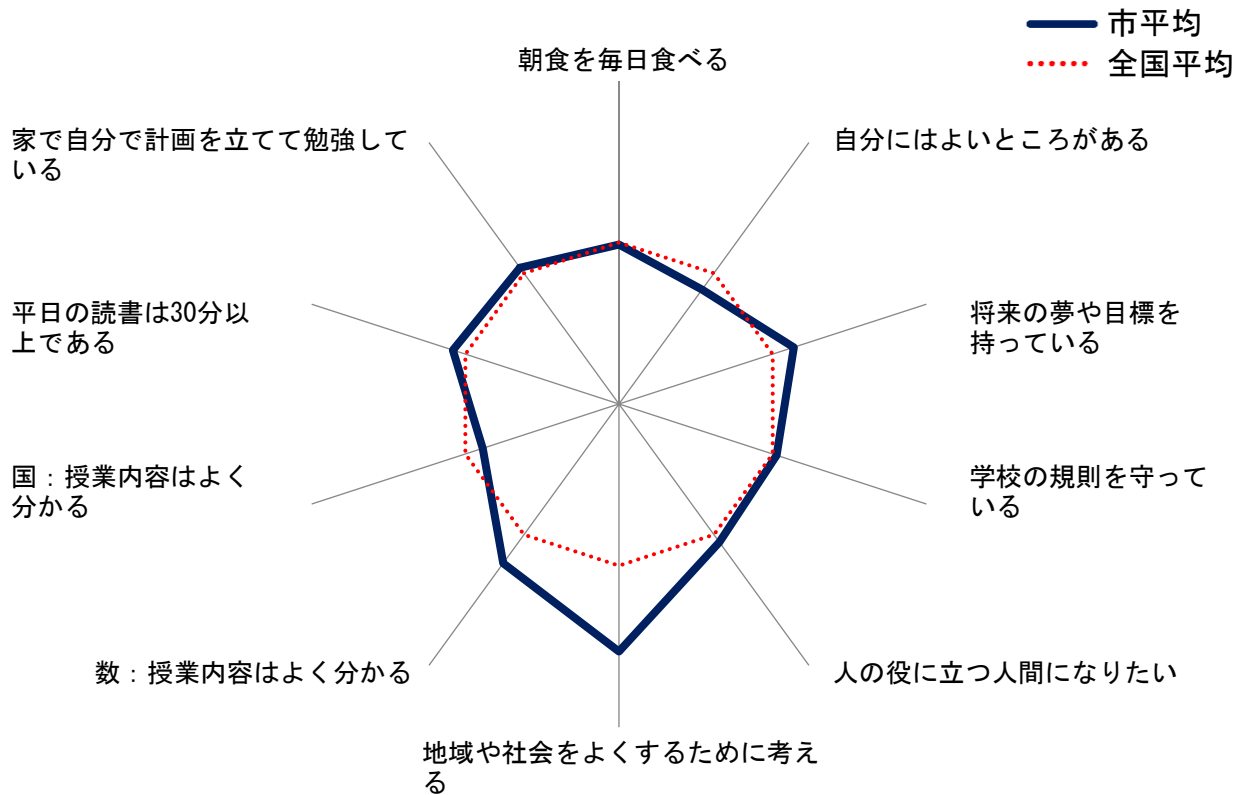 市平均
全国平均
朝食を毎日食べる
自分にはよいところがある
将来の夢や目標を
持っている
学校の規則を守って
いる
人の役に立つ人間になりたい
地域や社会をよくするために考え
る
数：授業内容はよく分かる
国：授業内容はよく
分かる
平日の読書は30分以
上である
家で自分で計画を立てて勉強して
いる